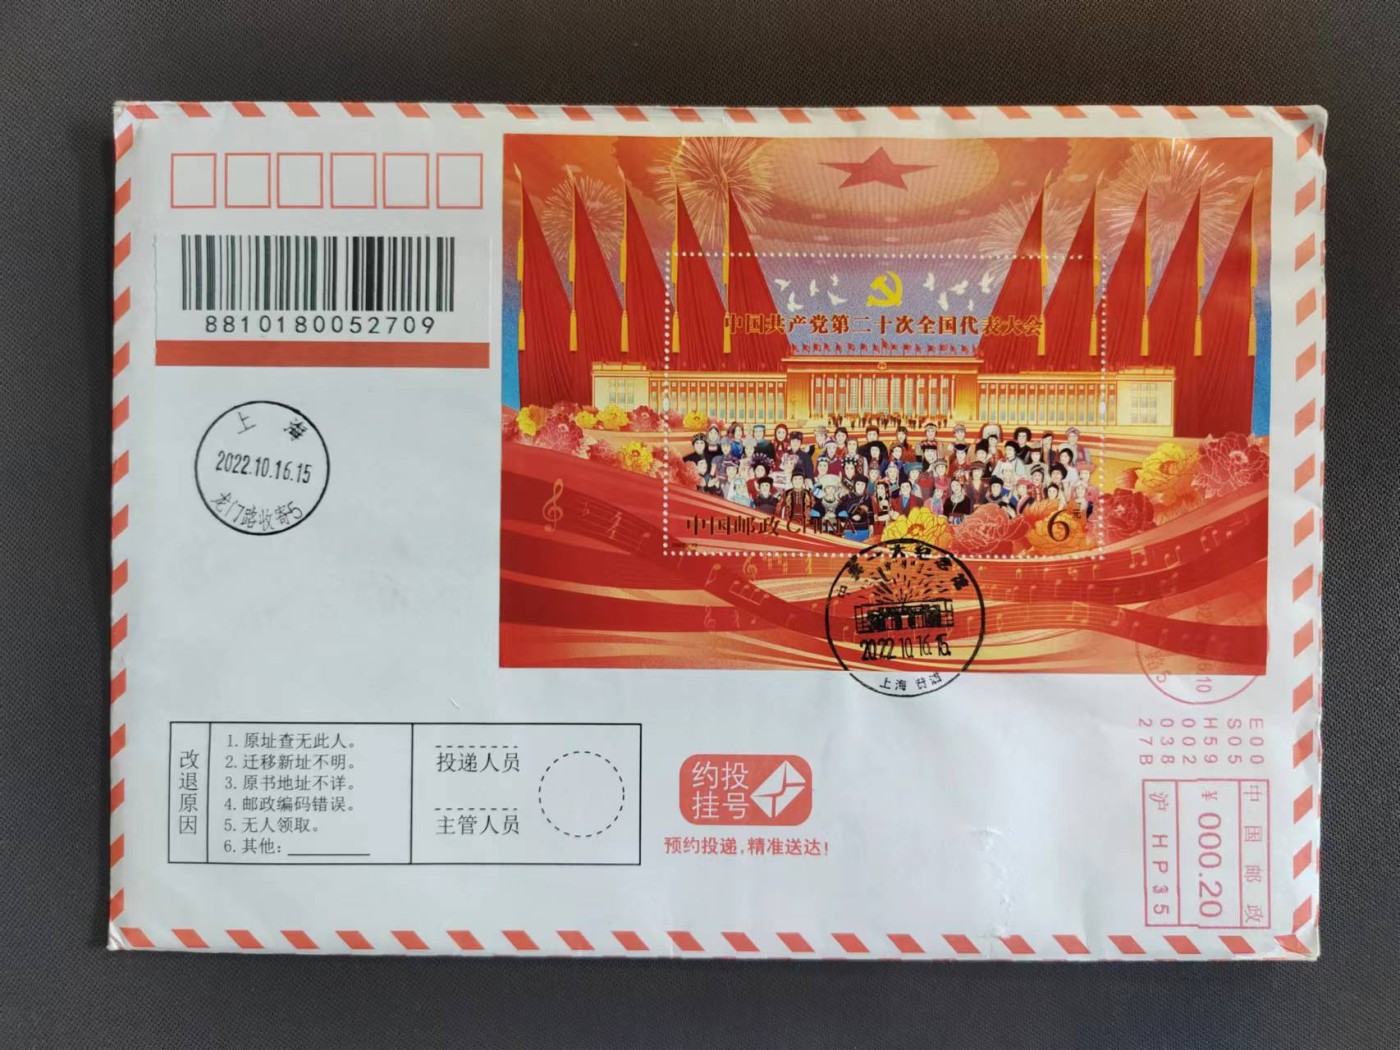 8810180052709
上海
2022.10.16.15
龙门路收寄5
中国共产党第二十次全国代表大会
中国邮政 CHINA
6元
一大纪念馆
2022.10.16.15.
上海
改退原因
1. 原址查无此人。
2. 迁移新址不明。
3. 原书地址不详。
4. 邮政编码错误。
5. 无人领取。
6. 其他:
投递人员
主管人员
约投
挂号
预约投递,精准送达!
E00
S05
H59
002
038
27B
中国邮政
¥ 000.20
沪 HP35